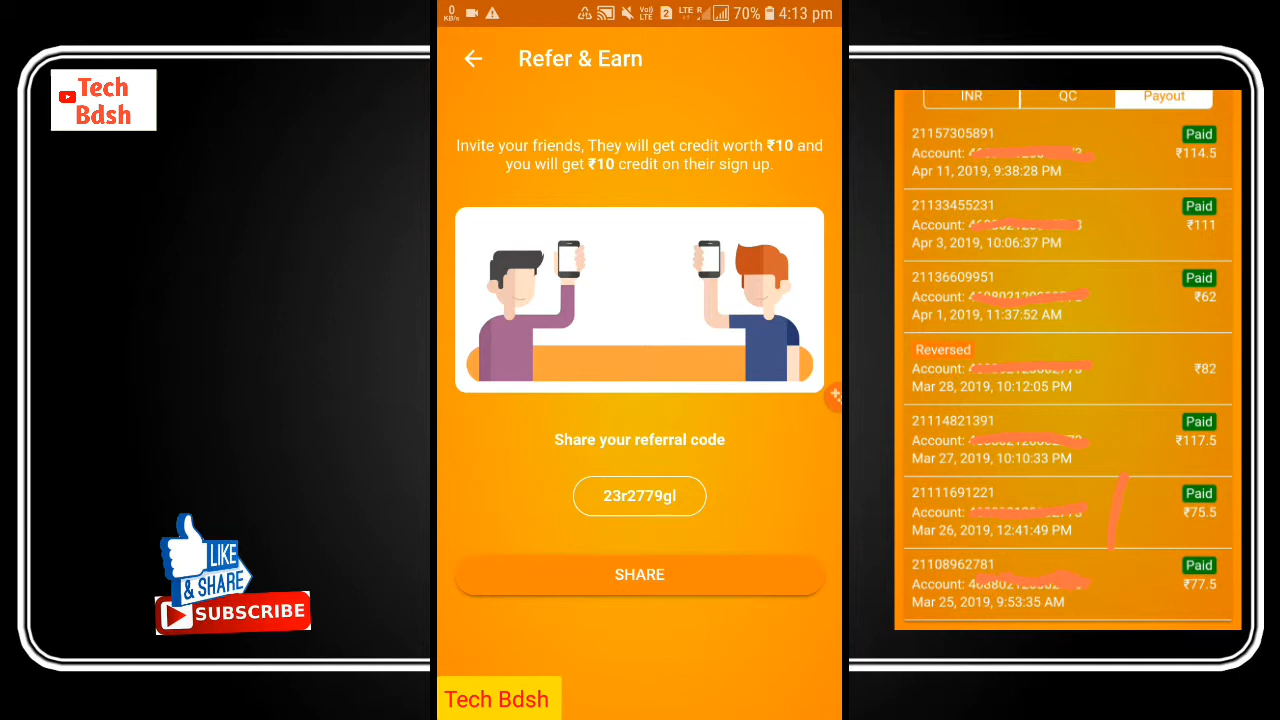 Tech
Bdsh
LIKE
& SHARE
SUBSCRIBE
0
KB/s
Vo)
LTE
2
LTE
R
70%
4:13 pm
Refer & Earn
Invite your friends, They will get credit worth ₹10 and
you will get ₹10 credit on their sign up.
Share your referral code
23r2779gl
SHARE
Tech Bdsh
INR QC Payout
21157305891 Paid
Account: ₹114.5
Apr 11, 2019, 9:38:28 PM
21133455231 Paid
Account: ₹111
Apr 3, 2019, 10:06:37 PM
21136609951 Paid
Account: ₹62
Apr 1, 2019, 11:37:52 AM
Reversed
Account: ₹82
Mar 28, 2019, 10:12:05 PM
21114821391 Paid
Account: ₹117.5
Mar 27, 2019, 10:10:33 PM
21111691221 Paid
Account: ₹75.5
Mar 26, 2019, 12:41:49 PM
21108962781 Paid
Account: ₹77.5
Mar 25, 2019, 9:53:35 AM